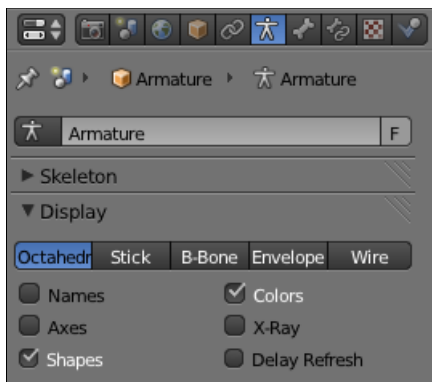 Armature Armature
Armature F
Skeleton
Display
Octahedr Stick B-Bone Envelope Wire
Names Colors
Axes X-Ray
Shapes Delay Refresh